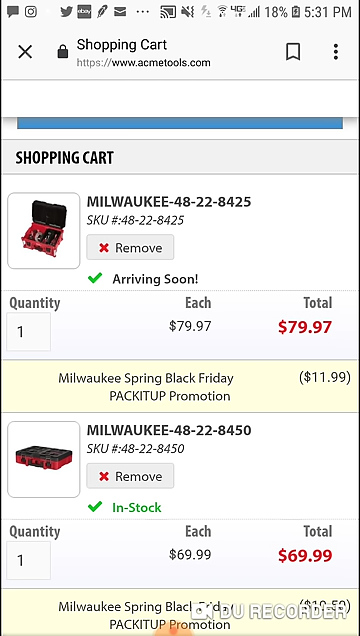 18% 5:31 PM
Shopping Cart
https://www.acmetools.com
SHOPPING CART
MILWAUKEE-48-22-8425
SKU #:48-22-8425
Remove
Arriving Soon!
Quantity Each Total
1 $79.97 $79.97
Milwaukee Spring Black Friday ($11.99)
PACKITUP Promotion
MILWAUKEE-48-22-8450
SKU #:48-22-8450
Remove
In-Stock
Quantity Each Total
1 $69.99 $69.99
Milwaukee Spring Black Friday ($10.50)
PACKITUP Promotion
DU RECORDER